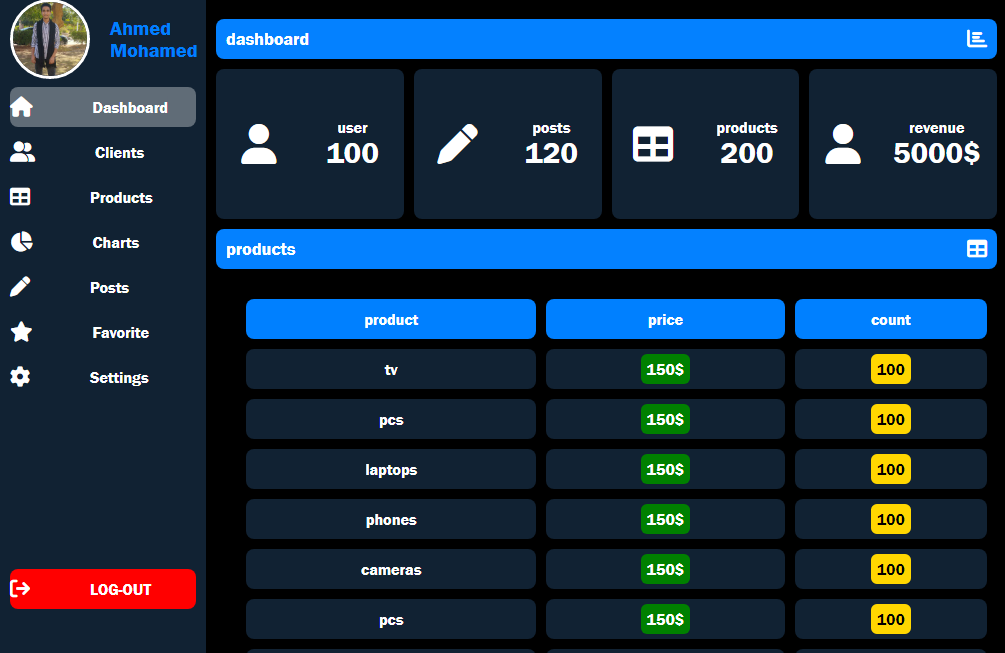 Ahmed
Mohamed
Dashboard
Clients
Products
Charts
Posts
Favorite
Settings
LOG-OUT
dashboard
user
100
posts
120
products
200
revenue
5000$
products
product price count
tv 150$ 100
pcs 150$ 100
laptops 150$ 100
phones 150$ 100
cameras 150$ 100
pcs 150$ 100